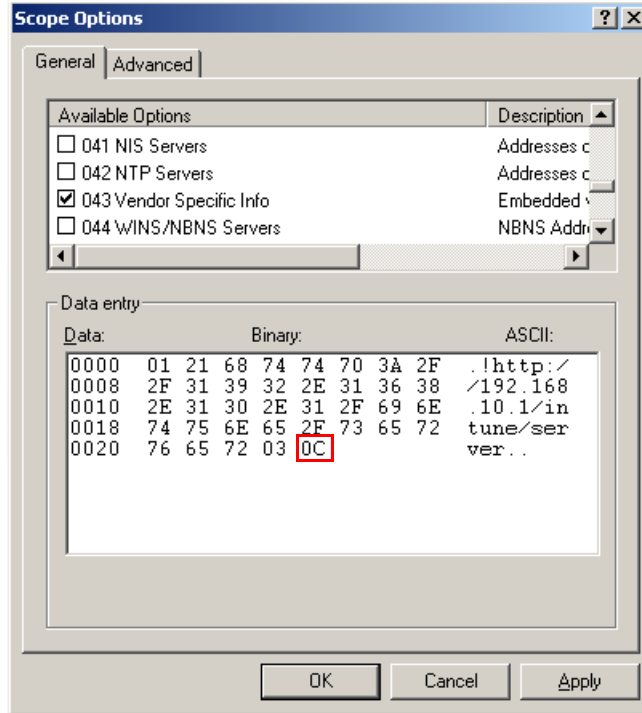 Scope Options
General Advanced
Available Options Description
041 NIS Servers Addresses o
042 NTP Servers Addresses o
043 Vendor Specific Info Embedded
044 WINS/NBNS Servers NBNS Addr
Data entry
Data: Binary: ASCII:
0000 01 21 68 74 74 70 3A 2F .!http:/
0008 2F 31 39 32 2E 31 36 38 /192.168
0010 2E 31 30 2E 31 2F 69 6E .10.1/in
0018 74 75 6E 65 2F 73 65 72 tune/ser
0020 76 65 72 03 0C ver..
OK Cancel Apply